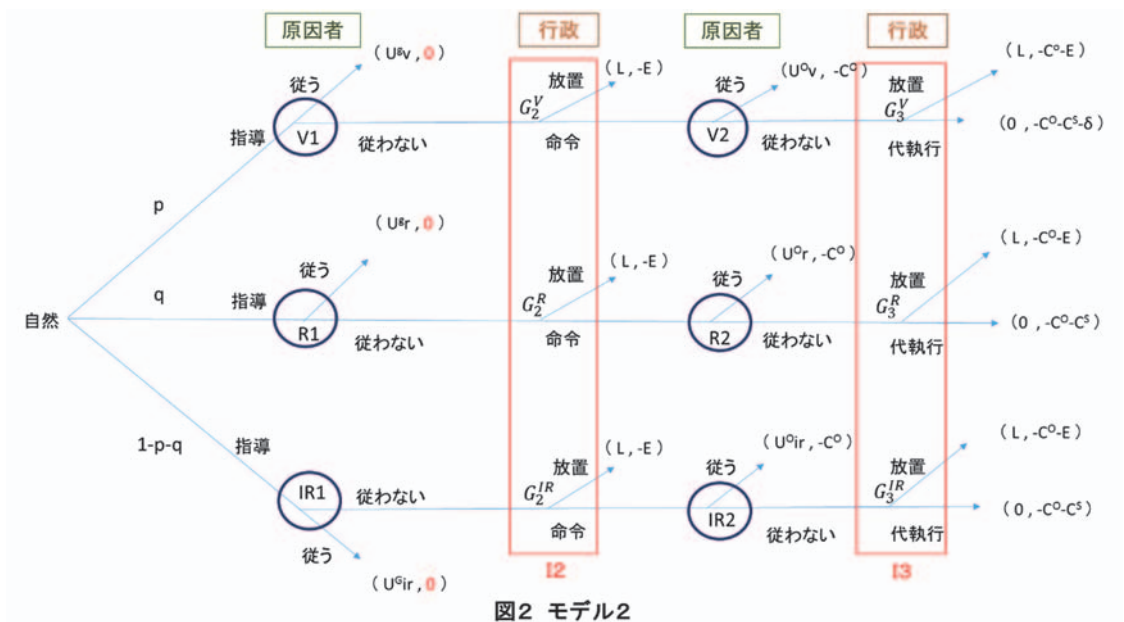 原因者 行政 原因者 行政
(Uᵍv , 0) (L , -E) (Uᴼv , -Cᴼ) (L , -Cᴼ-E)
従う 放置 従う 放置
G₂ⱽ G₃ⱽ
指導 V1 V2 (0 , -Cᴼ-Cˢ-δ)
従わない 命令 従わない 代執行
p
(Uᵍr , 0) (L , -E) (Uᴼr , -Cᴼ) (L , -Cᴼ-E)
従う 放置 従う 放置
q 指導 G₂ᴿ G₃ᴿ
自然 R1 R2 (0 , -Cᴼ-Cˢ)
従わない 命令 従わない 代執行
1-p-q 指導 (L , -E) (Uᴼir , -Cᴼ) (L , -Cᴼ-E)
放置 従う 放置
IR1 従わない G₂ᴵᴿ IR2 G₃ᴵᴿ (0 , -Cᴼ-Cˢ)
従う 命令 従わない 代執行
(Uᴳir , 0) I2 I3
図2 モデル2